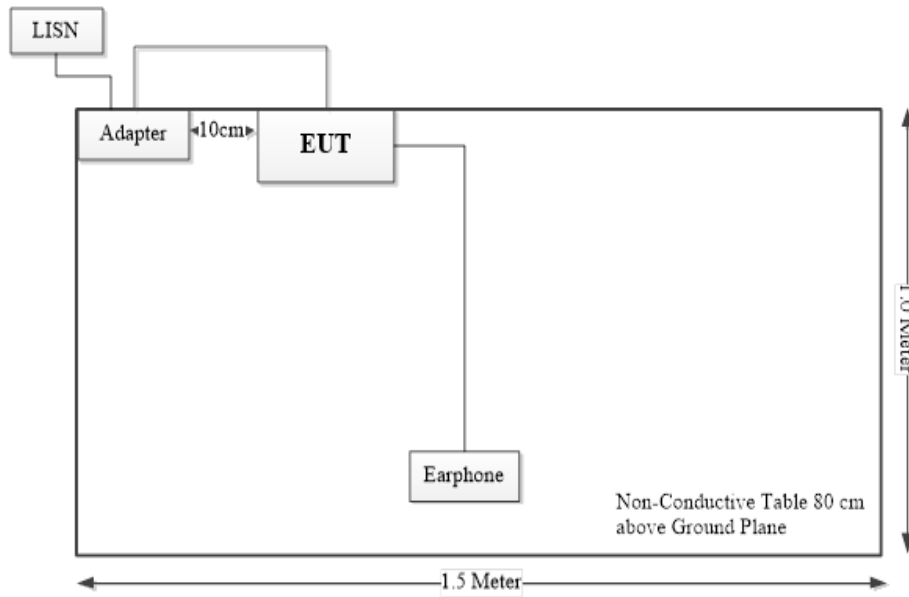 LISN
Adapter
10cm
EUT
Earphone
Non-Conductive Table 80 cm
above Ground Plane
1.0 Meter
1.5 Meter